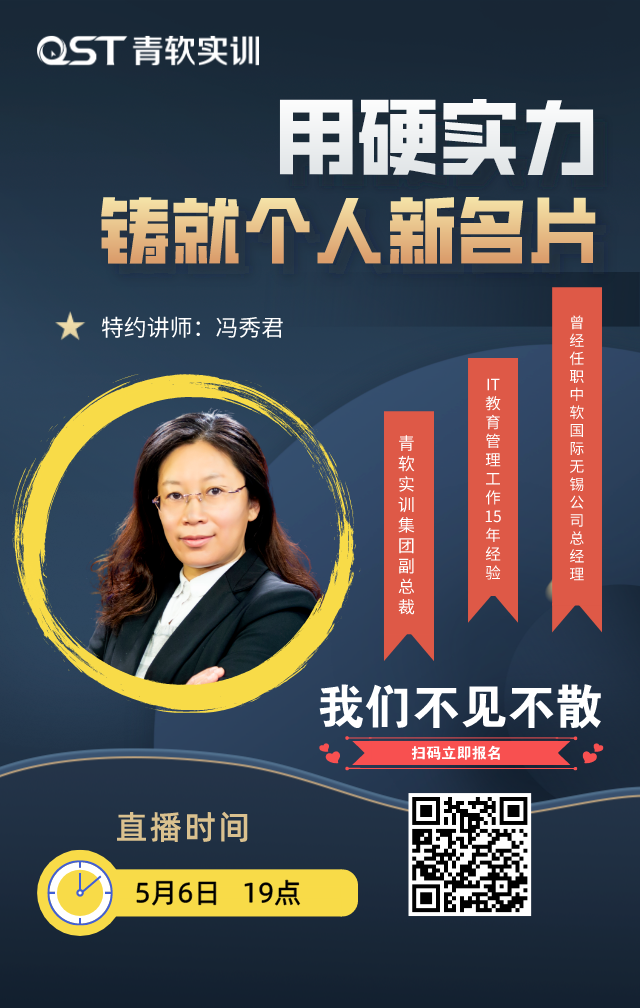 QST 青软实训
用硬实力
铸就个人新名片
特约讲师：冯秀君
青软实训集团副总裁
IT教育管理工作15年经验
曾经任职中软国际无锡公司总经理
我们不见不散
扫码立即报名
直播时间
5月6日 19点